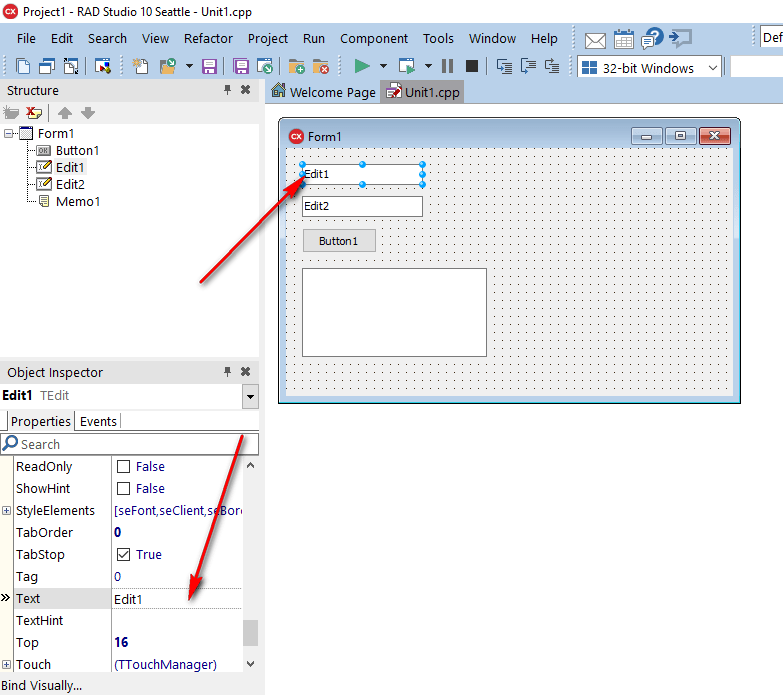 CX Project1 - RAD Studio 10 Seattle - Unit1.cpp
File Edit Search View Refactor Project Run Component Tools Window Help
Def
32-bit Windows
Structure
Welcome Page Unit1.cpp
Form1
Button1
Edit1
Edit2
Memo1
CX Form1
Edit1
Edit2
Button1
Object Inspector
Edit1 TEdit
Properties Events
Search
ReadOnly False
ShowHint False
StyleElements [seFont,seClient,seBor
TabOrder 0
TabStop True
Tag 0
Text Edit1
TextHint
Top 16
Touch (TTouchManager)
Bind Visually...